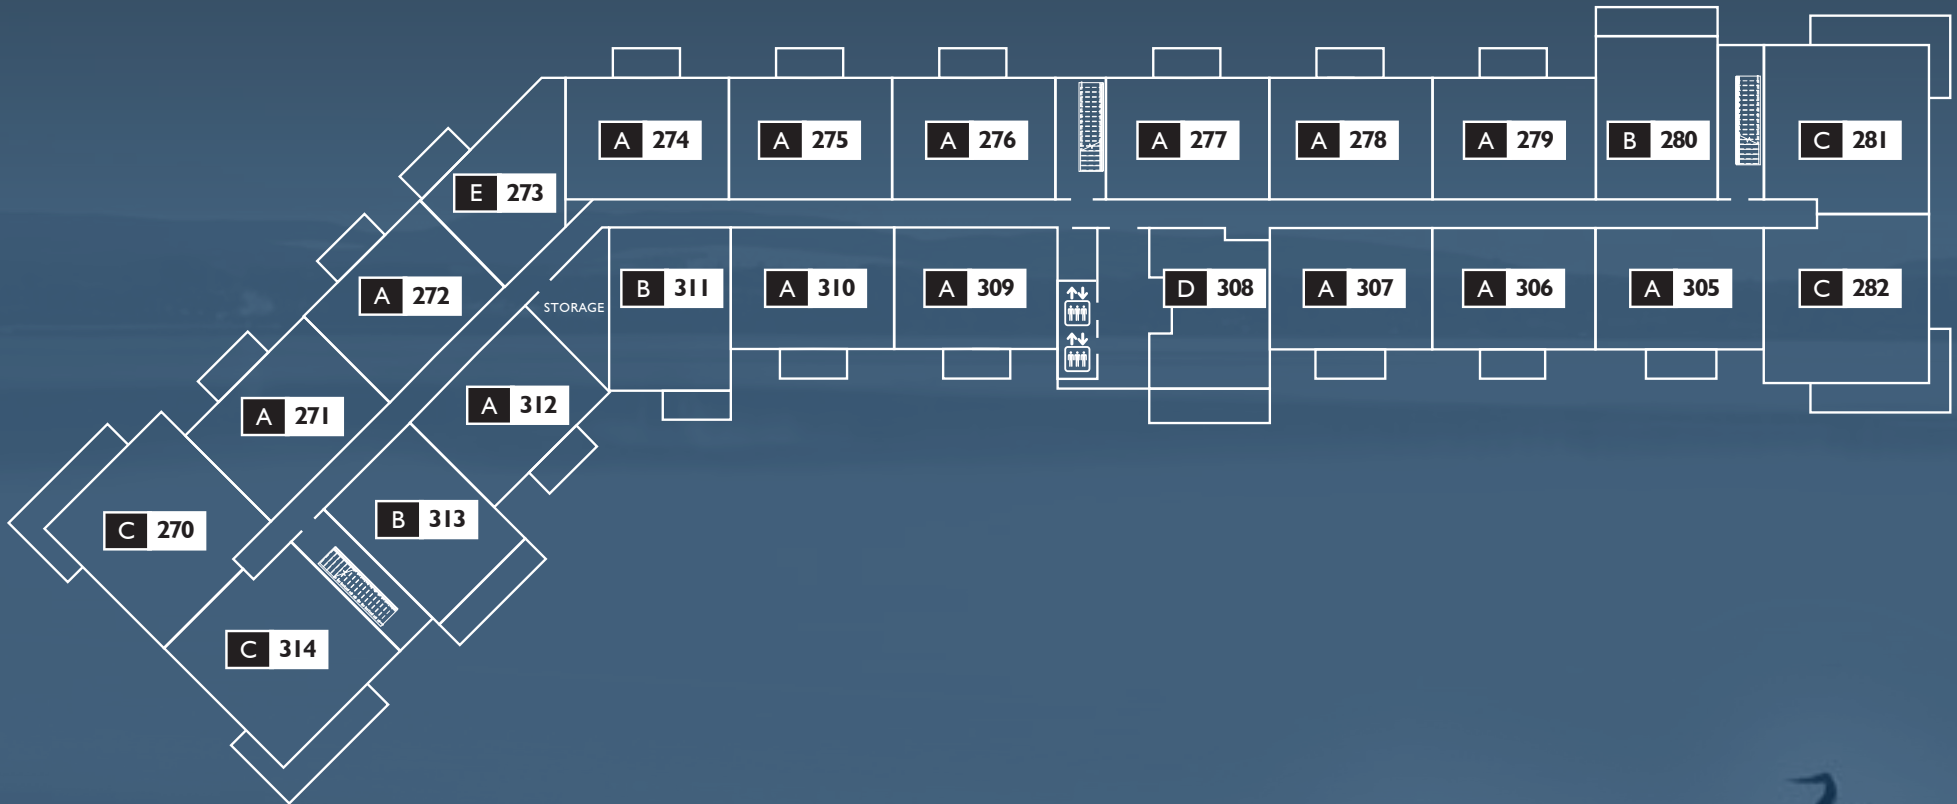 A 274
A 275
A 276
A 277
A 278
A 279
B 280
C 281
E 273
A 272
STORAGE
B 311
A 310
A 309
D 308
A 307
A 306
A 305
C 282
A 271
A 312
C 270
B 313
C 314